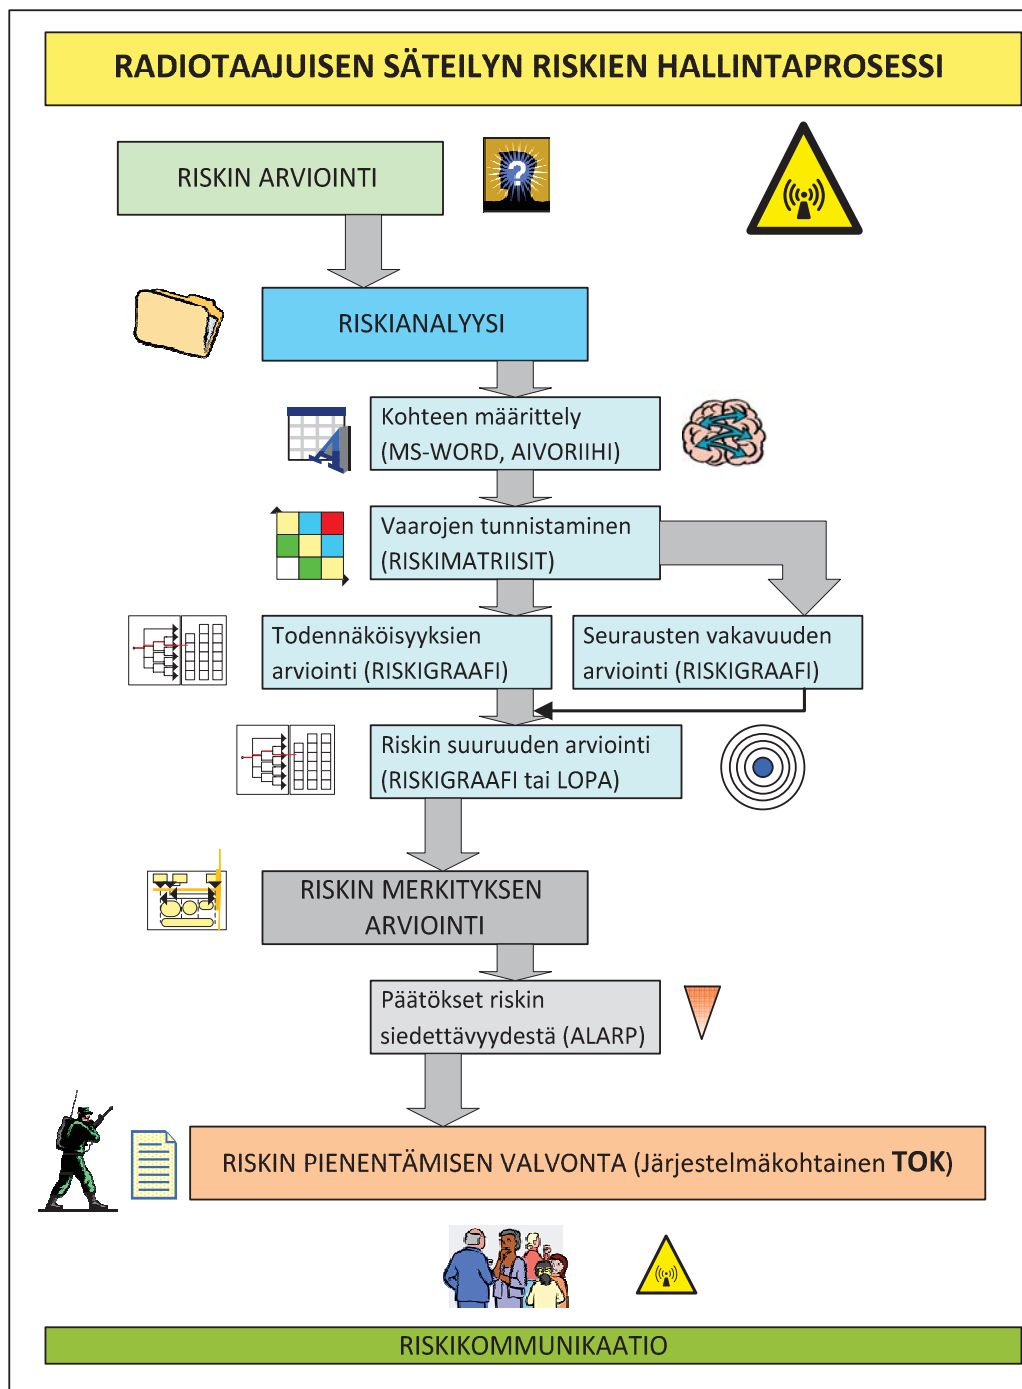 RADIOTAAJUISEN SÄTEILYN RISKIEN HALLINTAPROSESSI
RISKIN ARVIOINTI
?
RISKIANALYYSI
Kohteen määrittely
(MS-WORD, AIVORIIHI)
A
Vaarojen tunnistaminen
(RISKIMATRIISIT)
Todennäköisyyksien
arviointi (RISKIGRAAFI)
Seurausten vakavuuden
arviointi (RISKIGRAAFI)
Riskin suuruuden arviointi
(RISKIGRAAFI tai LOPA)
RISKIN MERKITYKSEN
ARVIOINTI
Päätökset riskin
siedettävyydestä (ALARP)
RISKIN PIENENTÄMISEN VALVONTA (Järjestelmäkohtainen TOK)
RISKIKOMMUNIKAATIO